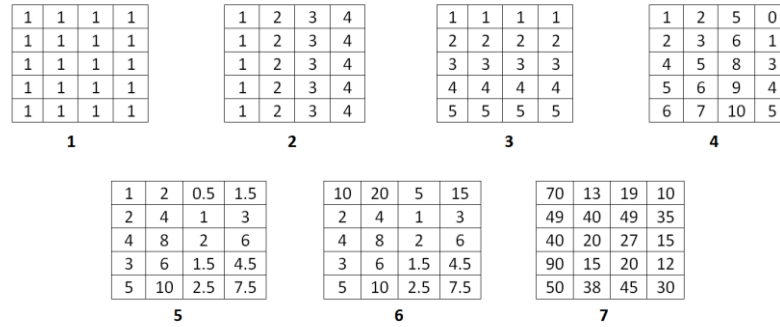 1 1 1 1
1 1 1 1
1 1 1 1
1 1 1 1
1 1 1 1
1
1 2 3 4
1 2 3 4
1 2 3 4
1 2 3 4
1 2 3 4
2
1 1 1 1
2 2 2 2
3 3 3 3
4 4 4 4
5 5 5 5
3
1 2 5 0
2 3 6 1
4 5 8 3
5 6 9 4
6 7 10 5
4
1 2 0.5 1.5
2 4 1 3
4 8 2 6
3 6 1.5 4.5
5 10 2.5 7.5
5
10 20 5 15
2 4 1 3
4 8 2 6
3 6 1.5 4.5
5 10 2.5 7.5
6
70 13 19 10
49 40 49 35
40 20 27 15
90 15 20 12
50 38 45 30
7